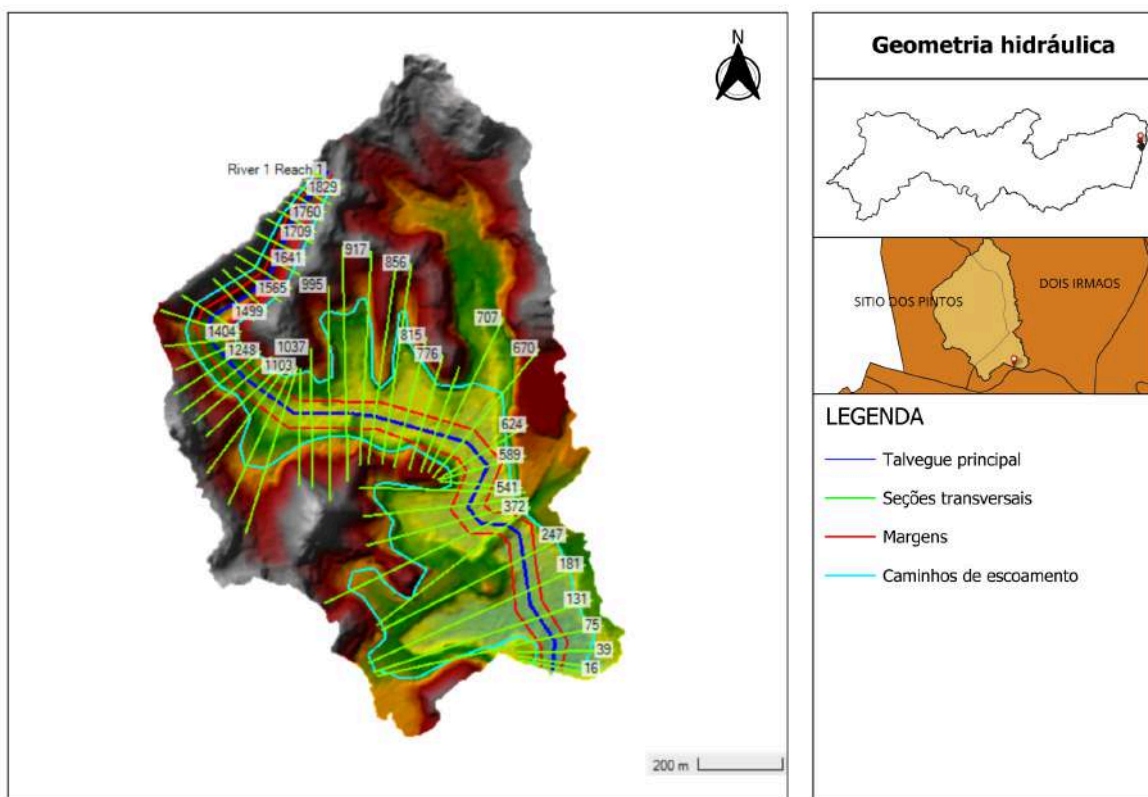 N
River 1 Reach 1
1829
1760
1709
1641
1565
1499
1404
1248
1103
1037
995
917
856
815
776
707
670
624
589
541
372
247
181
131
75
39
16
200 m
Geometria hidráulica
SITIO DOS PINTOS
DOIS IRMAOS
LEGENDA
Talvegue principal
Seções transversais
Margens
Caminhos de escoamento